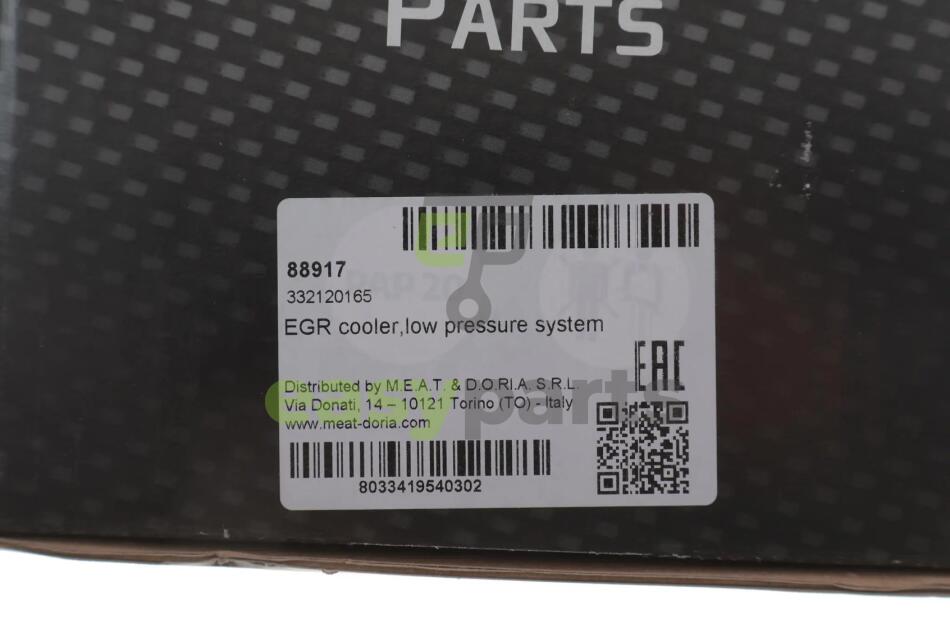 PARTS
88917
332120165
EGR cooler,low pressure system
EAC
Distributed by M.E.A.T. & D.O.R.I.A. S.R.L.
Via Donati, 14 – 10121 Torino (TO) - Italy
www.meat-doria.com
8033419540302
easyparts